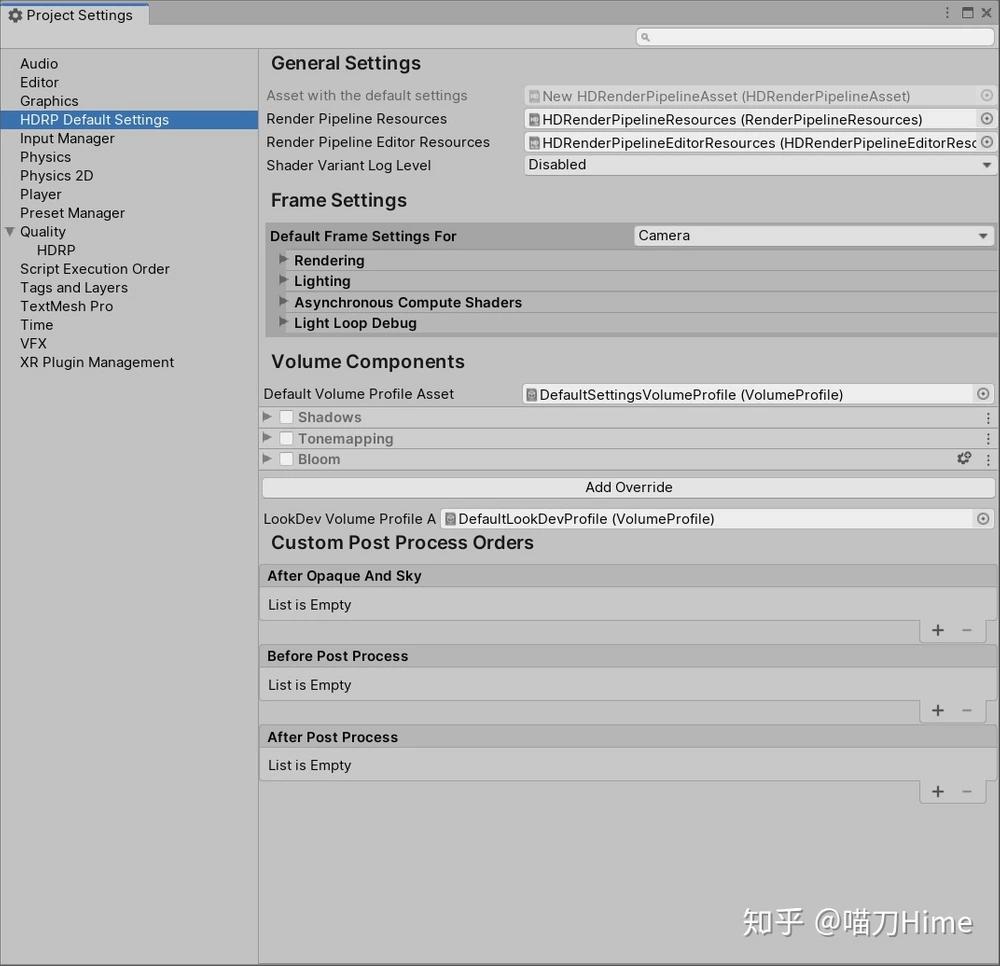 Project Settings
Audio
Editor
Graphics
HDRP Default Settings
Input Manager
Physics
Physics 2D
Player
Preset Manager
Quality
HDRP
Script Execution Order
Tags and Layers
TextMesh Pro
Time
VFX
XR Plugin Management
General Settings
Asset with the default settings New HDRenderPipelineAsset (HDRenderPipelineAsset)
Render Pipeline Resources HDRenderPipelineResources (RenderPipelineResources)
Render Pipeline Editor Resources HDRenderPipelineEditorResources (HDRenderPipelineEditorResc
Shader Variant Log Level Disabled
Frame Settings
Default Frame Settings For Camera
Rendering
Lighting
Asynchronous Compute Shaders
Light Loop Debug
Volume Components
Default Volume Profile Asset DefaultSettingsVolumeProfile (VolumeProfile)
Shadows
Tonemapping
Bloom
Add Override
LookDev Volume Profile A DefaultLookDevProfile (VolumeProfile)
Custom Post Process Orders
After Opaque And Sky
List is Empty
Before Post Process
List is Empty
After Post Process
List is Empty
知乎 @喵刀Hime